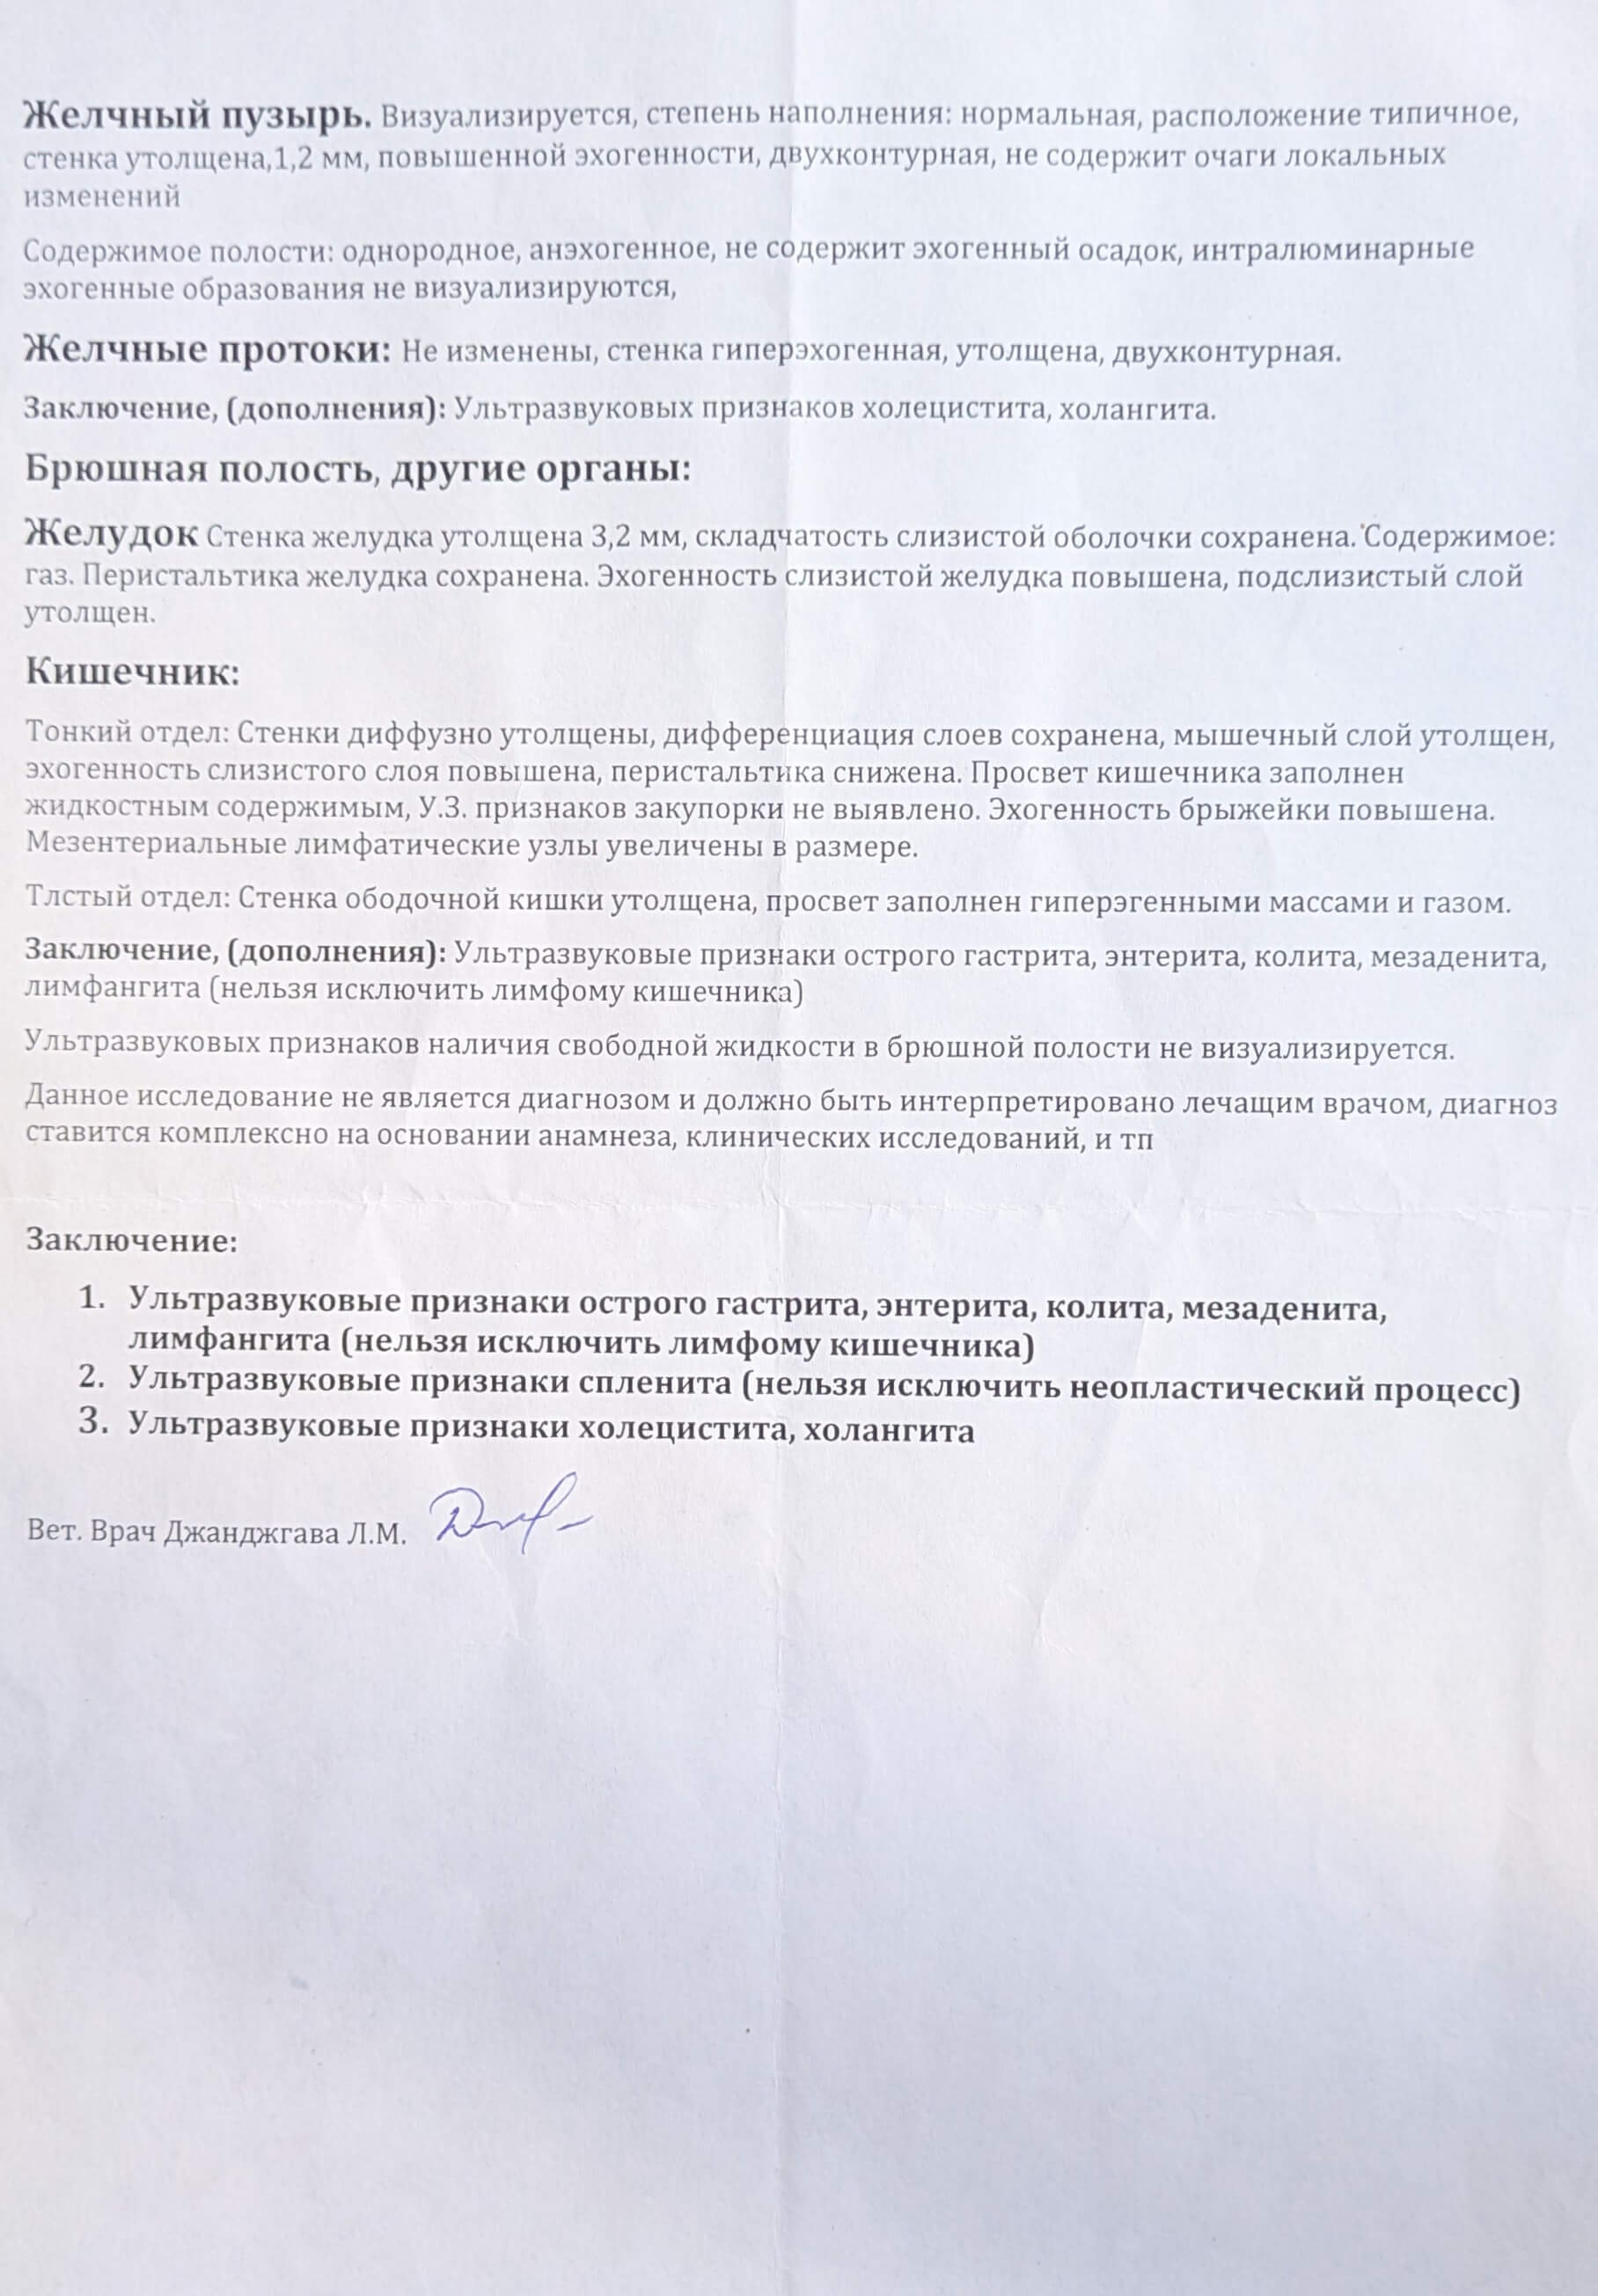 Желчный пузырь. Визуализируется, степень наполнения: нормальная, расположение типичное,
стенка утолщена,1,2 мм, повышенной эхогенности, двухконтурная, не содержит очаги локальных
изменений
Содержимое полости: однородное, анэхогенное, не содержит эхогенный осадок, интралюминарные
эхогенные образования не визуализируются,
Желчные протоки: Не изменены, стенка гиперэхогенная, утолщена, двухконтурная.
Заключение, (дополнения): Ультразвуковых признаков холецистита, холангита.
Брюшная полость, другие органы:
Желудок Стенка желудка утолщена 3,2 мм, складчатость слизистой оболочки сохранена. Содержимое:
газ. Перистальтика желудка сохранена. Эхогенность слизистой желудка повышена, подслизистый слой
утолщен.
Кишечник:
Тонкий отдел: Стенки диффузно утолщены, дифференциация слоев сохранена, мышечный слой утолщен,
эхогенность слизистого слоя повышена, перистальтика снижена. Просвет кишечника заполнен
жидкостным содержимым, У.З. признаков закупорки не выявлено. Эхогенность брыжейки повышена.
Мезентериальные лимфатические узлы увеличены в размере.
Тлстый отдел: Стенка ободочной кишки утолщена, просвет заполнен гиперэгенными массами и газом.
Заключение, (дополнения): Ультразвуковые признаки острого гастрита, энтерита, колита, мезаденита,
лимфангита (нельзя исключить лимфому кишечника)
Ультразвуковых признаков наличия свободной жидкости в брюшной полости не визуализируется.
Данное исследование не является диагнозом и должно быть интерпретировано лечащим врачом, диагноз
ставится комплексно на основании анамнеза, клинических исследований, и тп
Заключение:
1. Ультразвуковые признаки острого гастрита, энтерита, колита, мезаденита,
лимфангита (нельзя исключить лимфому кишечника)
2. Ультразвуковые признаки спленита (нельзя исключить неопластический процесс)
3. Ультразвуковые признаки холецистита, холангита
Вет. Врач Джанджгава Л.М.